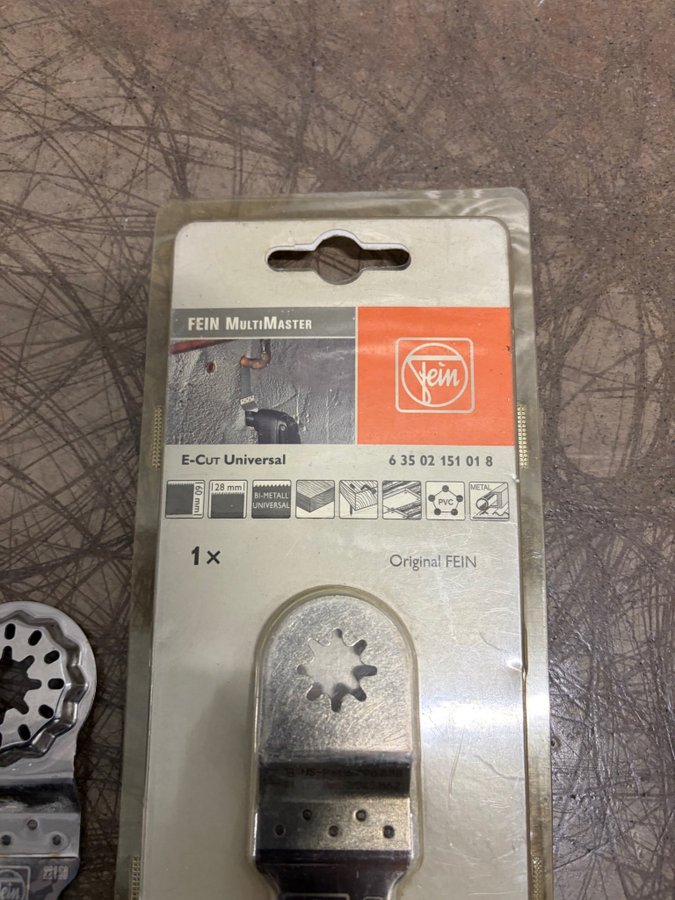 FEIN MULTIMASTER
Fein
E-CUT Universal
6 35 02 151 01 8
60 mm
28 mm
BI-METALL
UNIVERSAL
PVC
METAL
1×
Original FEIN
Fein